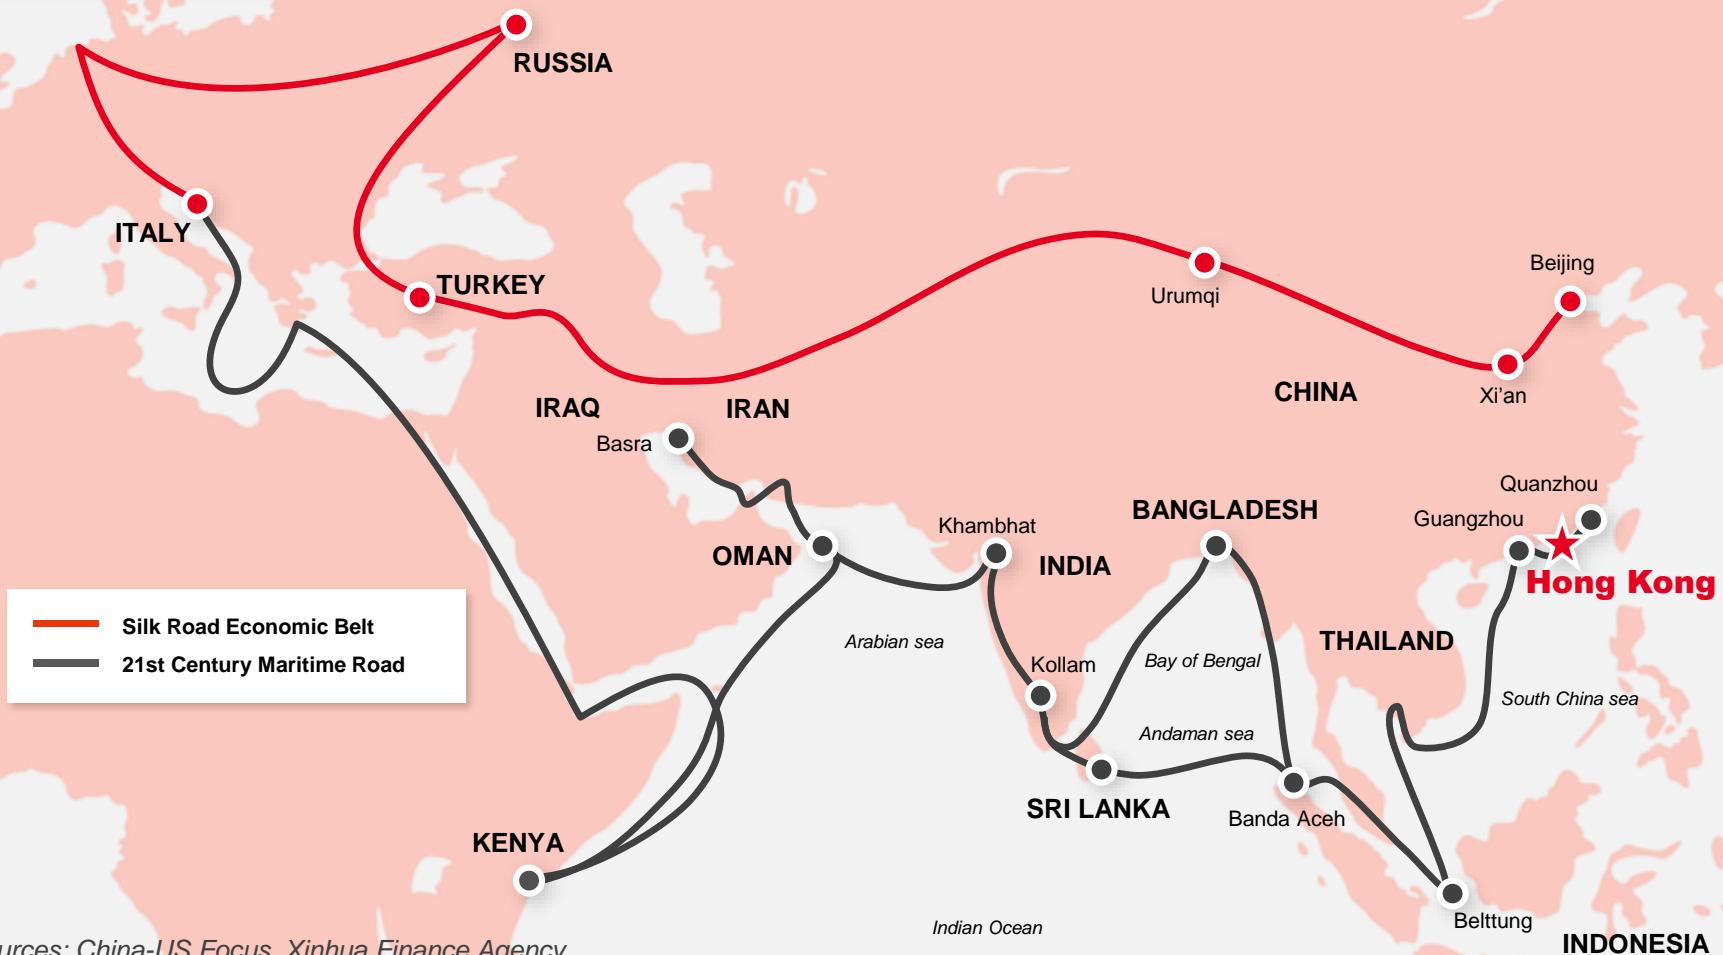 RUSSIA
ITALY
TURKEY
Urumqi
Beijing
IRAQ
IRAN
CHINA
Xi'an
Basra
Quanzhou
Guangzhou
Khambhat
BANGLADESH
OMAN
INDIA
Hong Kong
Silk Road Economic Belt
21st Century Maritime Road
Arabian sea
Kollam
Bay of Bengal
THAILAND
South China sea
Andaman sea
SRI LANKA
Banda Aceh
KENYA
Belttung
Indian Ocean
INDONESIA
urces: China-US Focus, Xinhua Finance Agency